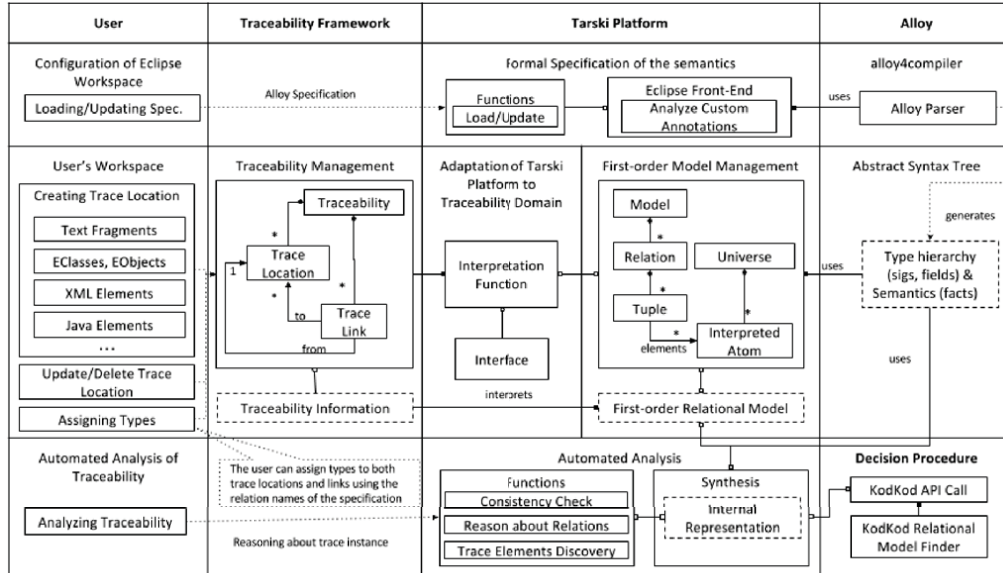 User
Traceability Framework
Tarski Platform
Alloy
Configuration of Eclipse
Workspace
Loading/Updating Spec.
Alloy Specification
Formal Specification of the semantics
Functions
Load/Update
Eclipse Front-End
Analyze Custom
Annotations
uses
alloy4compiler
Alloy Parser
User's Workspace
Creating Trace Location
Text Fragments
EClasses, EObjects
XML Elements
Java Elements
...
Update/Delete Trace
Location
Assigning Types
Traceability Management
Traceability
*
1
Trace
Location
*
*
to
Trace
Link
from
Traceability Information
Adaptation of Tarski
Platform to
Traceability Domain
Interpretation
Function
Interface
interprets
First-order Model Management
Model
*
Relation
Universe
*
Tuple
*
*
elements
Interpreted
Atom
First-order Relational Model
uses
Abstract Syntax Tree
generates
Type hierarchy
(sigs, fields) &
Semantics (facts)
uses
Automated Analysis of
Traceability
Analyzing Traceability
The user can assign types to both
trace locations and links using the
relation names of the specification
Reasoning about trace instance
Automated Analysis
Functions
Consistency Check
Reason about Relations
Trace Elements Discovery
Synthesis
Internal
Representation
Decision Procedure
KodKod API Call
KodKod Relational
Model Finder